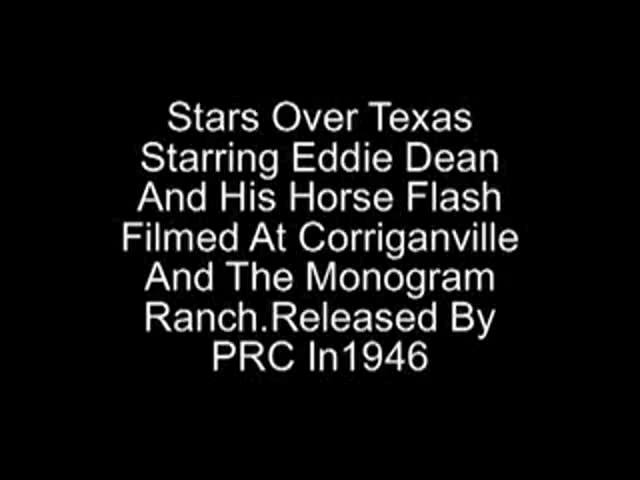 Stars Over Texas
Starring Eddie Dean
And His Horse Flash
Filmed At Corriganville
And The Monogram
Ranch.Released By
PRC In1946